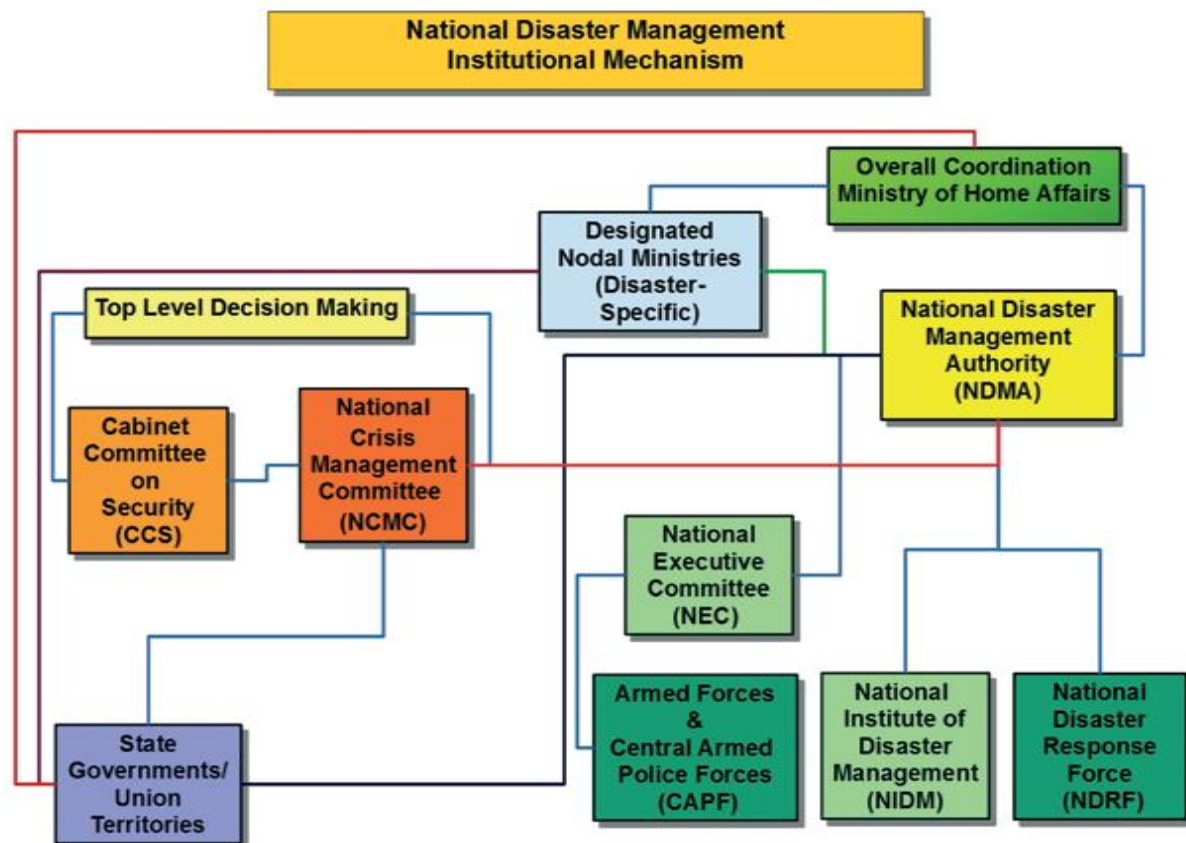 National Disaster Management
Institutional Mechanism
Overall Coordination
Ministry of Home Affairs
Designated
Nodal Ministries
(Disaster-
Specific)
Top Level Decision Making
National Disaster
Management
Authority
(NDMA)
Cabinet
Committee
on
Security
(CCS)
National
Crisis
Management
Committee
(NCMC)
National
Executive
Committee
(NEC)
State
Governments/
Union
Territories
Armed Forces
&
Central Armed
Police Forces
(CAPF)
National
Institute of
Disaster
Management
(NIDM)
National
Disaster
Response
Force
(NDRF)